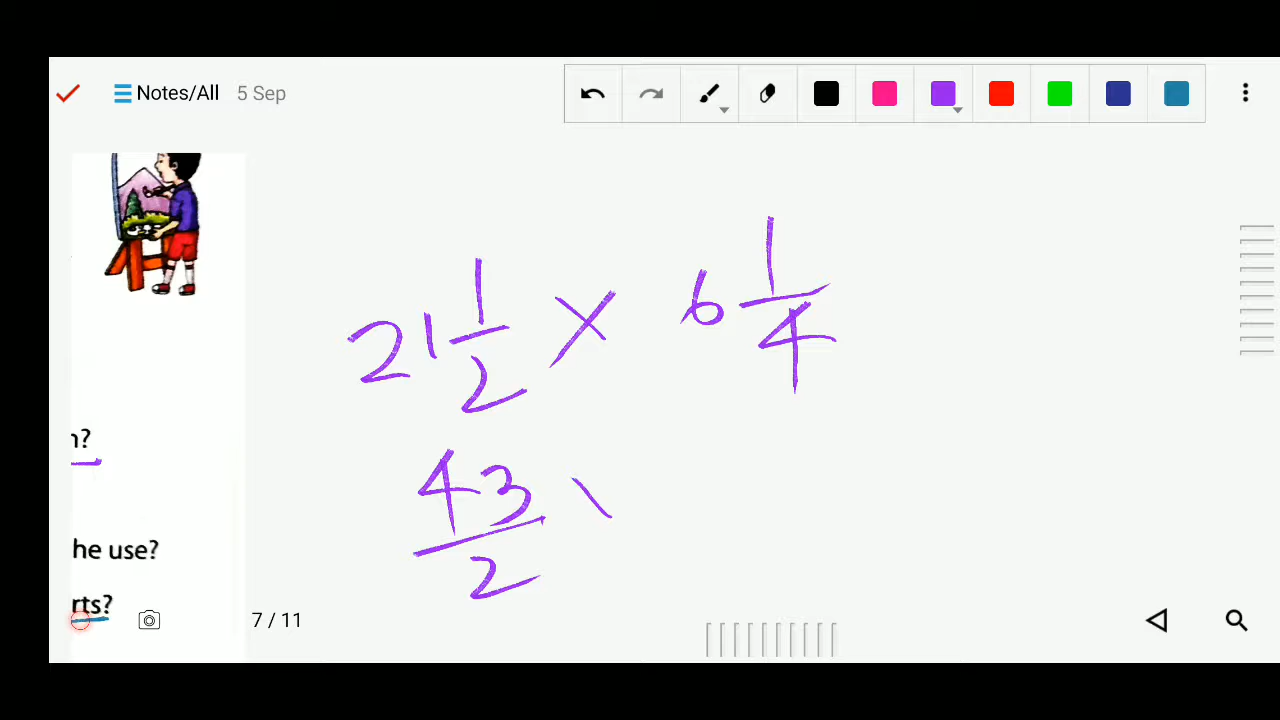 Notes/All 5 Sep
21 1/2 × 6 1/4
43/2 \
n?
he use?
rts?
7 / 11